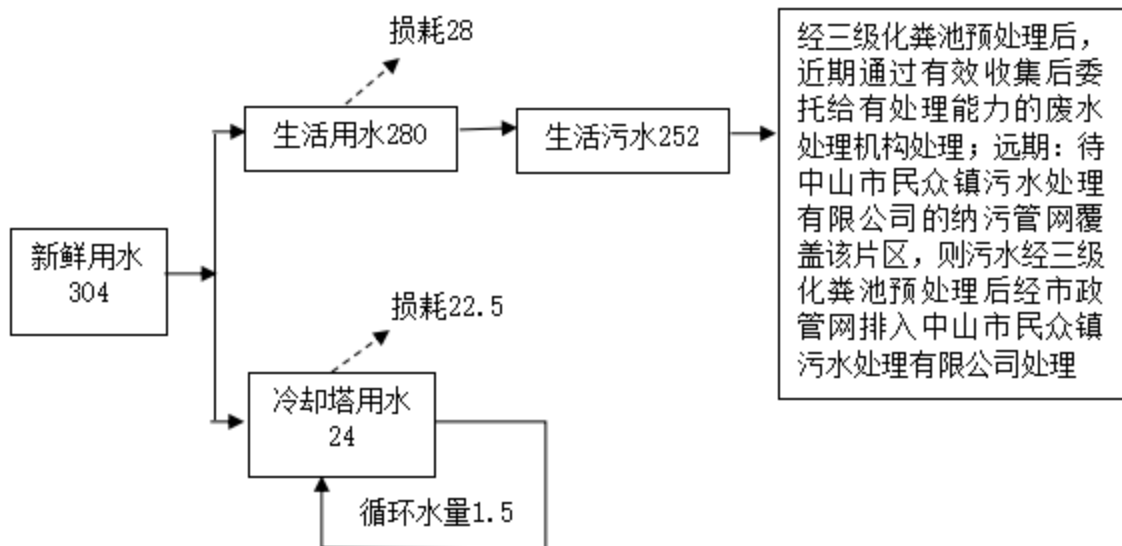 损耗28
生活用水280
生活污水252
经三级化粪池预处理后，
近期通过有效收集后委
托给有处理能力的废水
处理机构处理；远期：待
中山市民众镇污水处理
有限公司的纳污管网覆
盖该片区，则污水经三级
化粪池预处理后经市政
管网排入中山市民众镇
污水处理有限公司处理
新鲜用水
304
损耗22.5
冷却塔用水
24
循环水量1.5